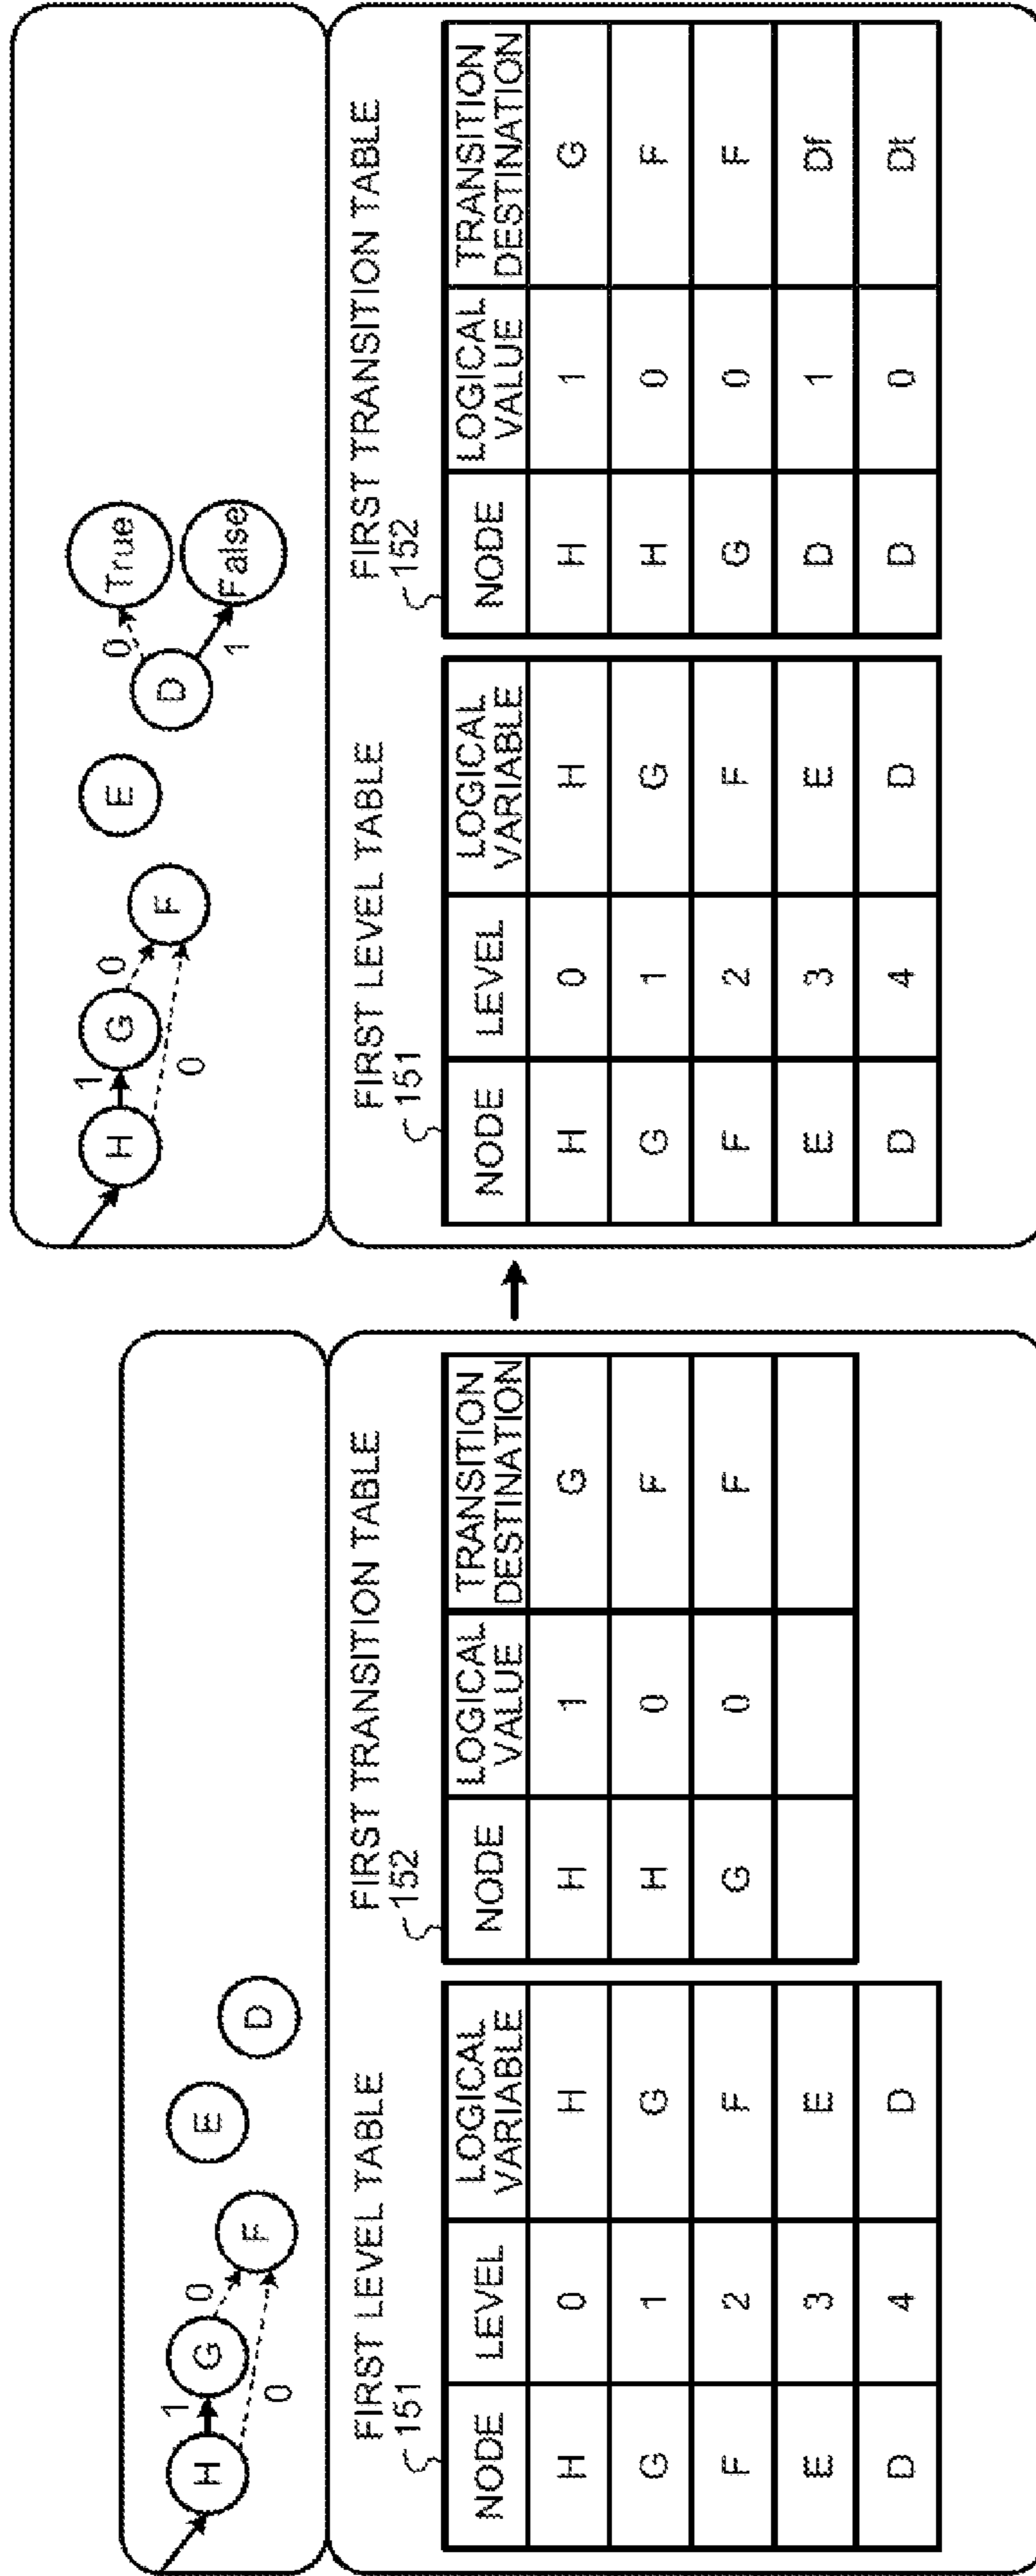 H
1
G
0
0
F
E
D
FIRST LEVEL TABLE
151
NODE LEVEL LOGICAL VARIABLE
H 0 H
G 1 G
F 2 F
E 3 E
D 4 D
FIRST TRANSITION TABLE
152
NODE LOGICAL VALUE TRANSITION DESTINATION
H 1 G
H 0 F
G 0 F
H
1
G
0
0
F
E
D
0
True
1
False
FIRST LEVEL TABLE
151
NODE LEVEL LOGICAL VARIABLE
H 0 H
G 1 G
F 2 F
E 3 E
D 4 D
FIRST TRANSITION TABLE
152
NODE LOGICAL VALUE TRANSITION DESTINATION
H 1 G
H 0 F
G 0 F
D 1 Df
D 0 Dt